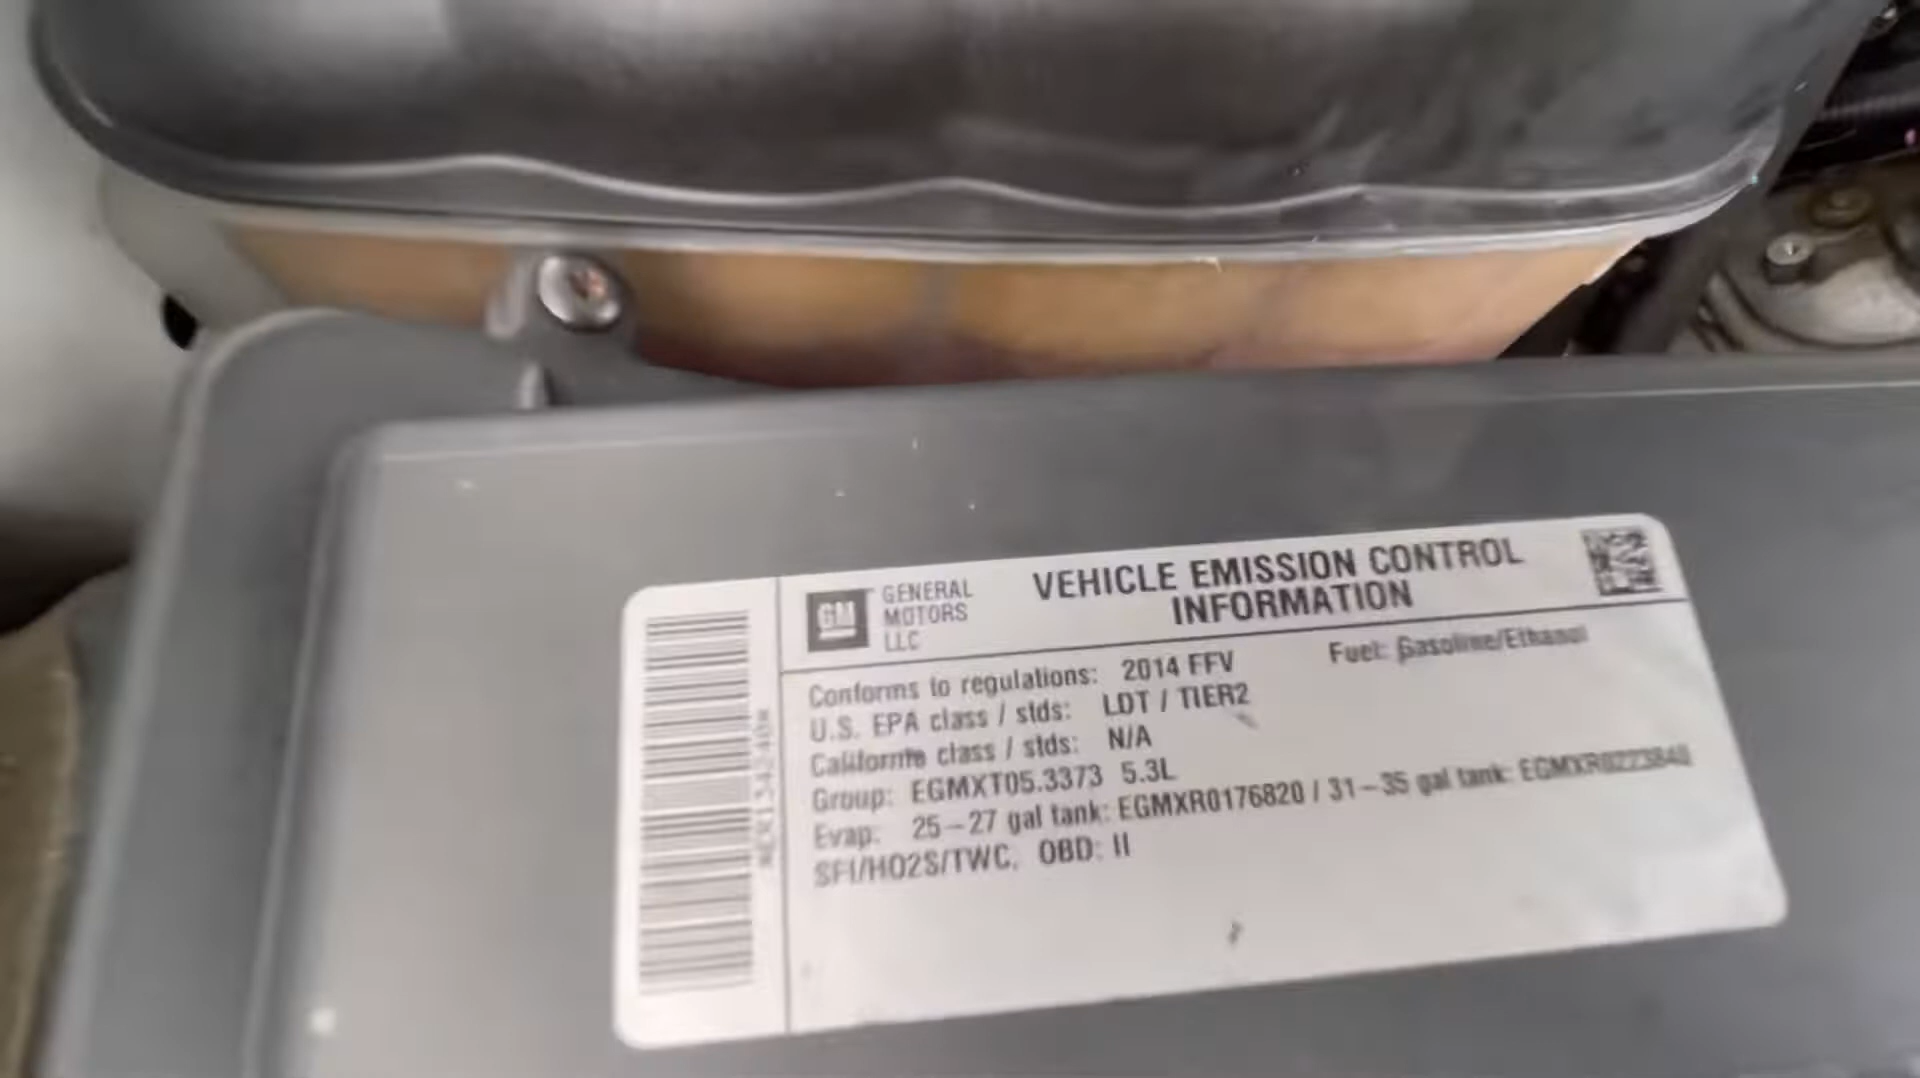 GM
GENERAL
MOTORS
LLC
VEHICLE EMISSION CONTROL
INFORMATION
Conforms to regulations: 2014 FFV Fuel: Gasoline/Ethanol
U.S. EPA class / stds: LDT / TIER2
California class / stds: N/A
Group: EGMXT05.3373 5.3L
Evap: 25-27 gal tank: EGMXR0176820 / 31-35 gal tank:
SFI/HO2S/TWC, OBD: II